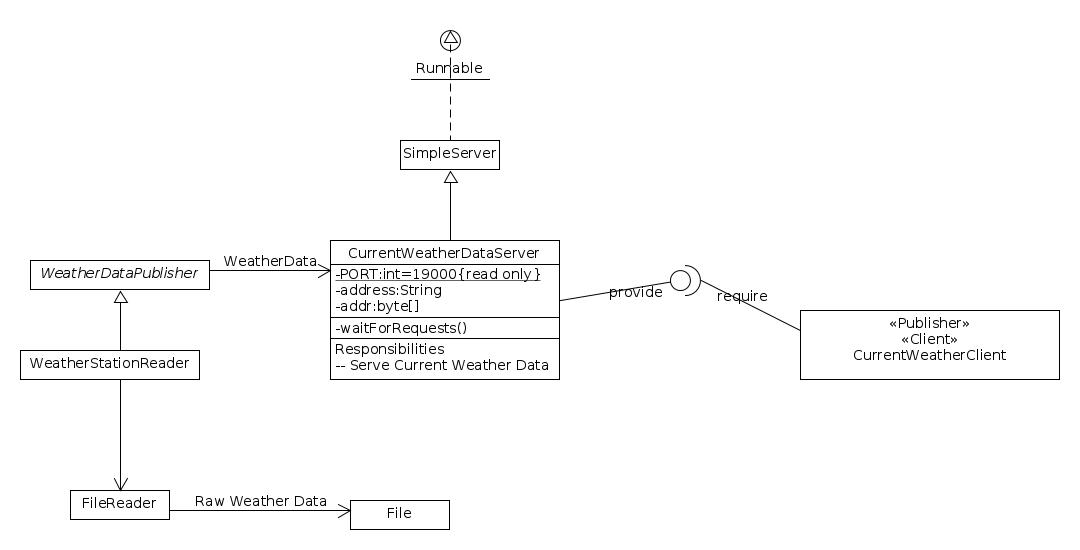 Runnable
SimpleServer
CurrentWeatherDataServer
-PORT:int=19000{read only}
-address:String
-addr:byte[]
-waitForRequests()
Responsibilities
-- Serve Current Weather Data
WeatherData
WeatherDataPublisher
WeatherStationReader
provide
require
«Publisher»
«Client»
CurrentWeatherClient
FileReader
Raw Weather Data
File